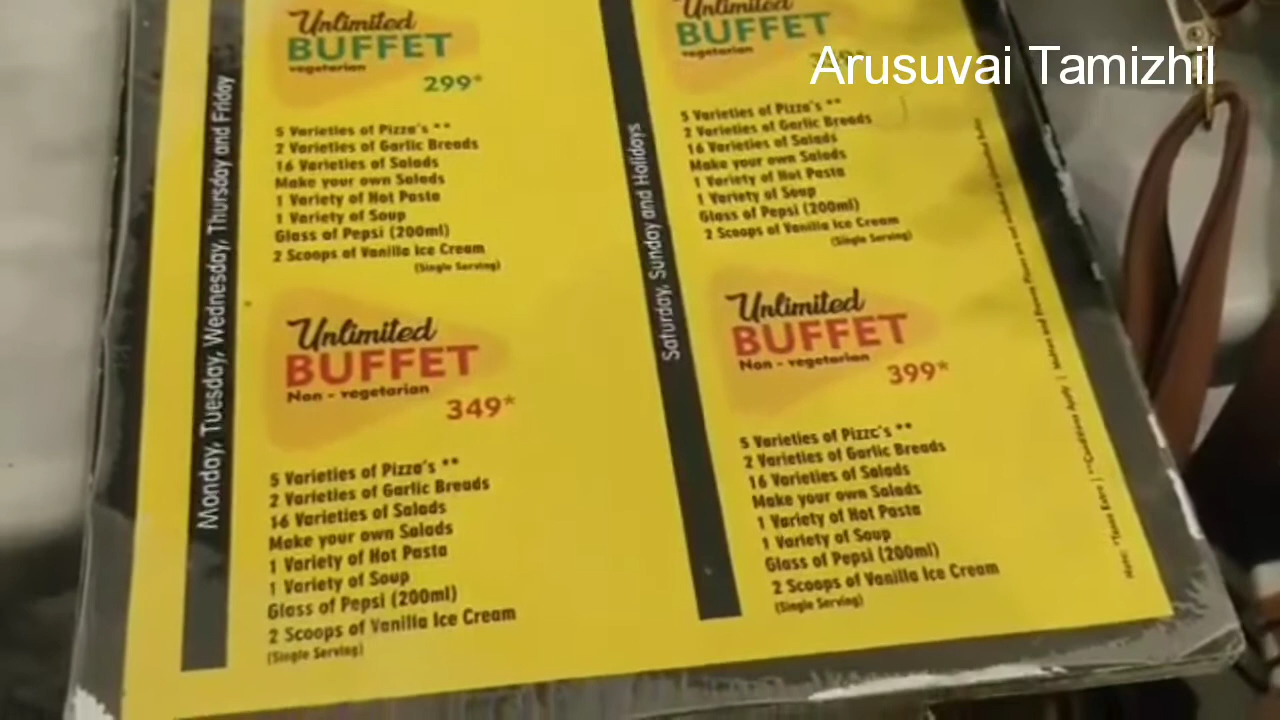 Arusuvai Tamizhil
Monday, Tuesday, Wednesday, Thursday and Friday
Unlimited
BUFFET
vegetarian
299*
5 Varieties of Pizza's **
2 Varieties of Garlic Breads
16 Varieties of Salads
Make your own Salads
1 Variety of Hot Pasta
1 Variety of Soup
Glass of Pepsi (200ml)
2 Scoops of Vanilla Ice Cream
(Single Serving)
Unlimited
BUFFET
Non - vegetarian
349*
5 Varieties of Pizza's **
2 Varieties of Garlic Breads
16 Varieties of Salads
Make your own Salads
1 Variety of Hot Pasta
1 Variety of Soup
Glass of Pepsi (200ml)
2 Scoops of Vanilla Ice Cream
(Single Serving)
Saturday, Sunday and Holidays
Unlimited
BUFFET
vegetarian
5 Varieties of Pizza's **
2 Varieties of Garlic Breads
16 Varieties of Salads
Make your own Salads
1 Variety of Hot Pasta
1 Variety of Soup
Glass of Pepsi (200ml)
2 Scoops of Vanilla Ice Cream
(Single Serving)
Unlimited
BUFFET
Non - vegetarian
399*
5 Varieties of Pizza's **
2 Varieties of Garlic Breads
16 Varieties of Salads
Make your own Salads
1 Variety of Hot Pasta
1 Variety of Soup
Glass of Pepsi (200ml)
2 Scoops of Vanilla Ice Cream
(Single Serving)
Note: *Taxes Extra | **Conditions Apply |